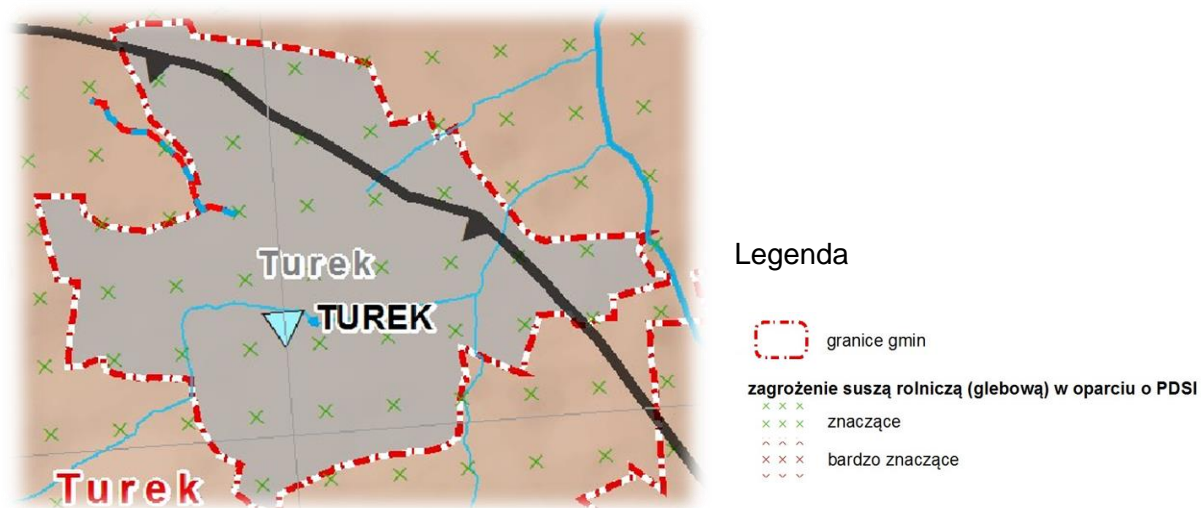 Turek
TUREK
Turek
Legenda
granice gmin
zagrożenie suszą rolniczą (glebową) w oparciu o PDSI
znaczące
bardzo znaczące